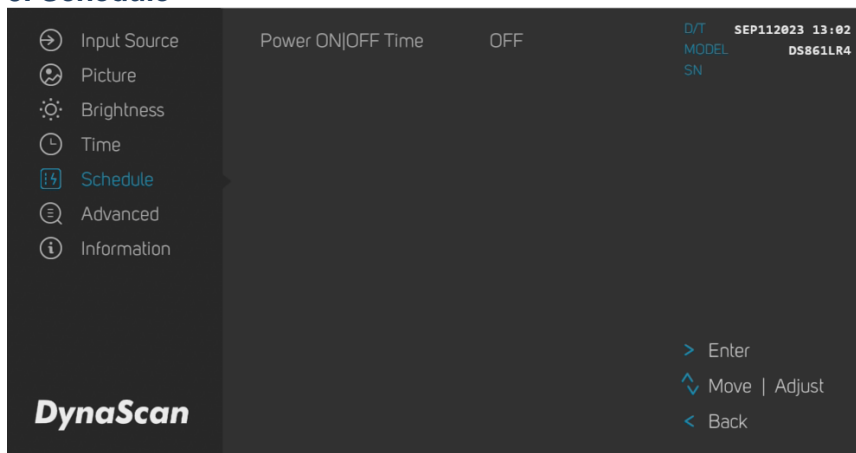 Input Source
Picture
Brightness
Time
Schedule
Advanced
Information
DynaScan
Power ON|OFF Time OFF
D/T SEP112023 13:02
MODEL DS861LR4
SN
> Enter
Move | Adjust
< Back